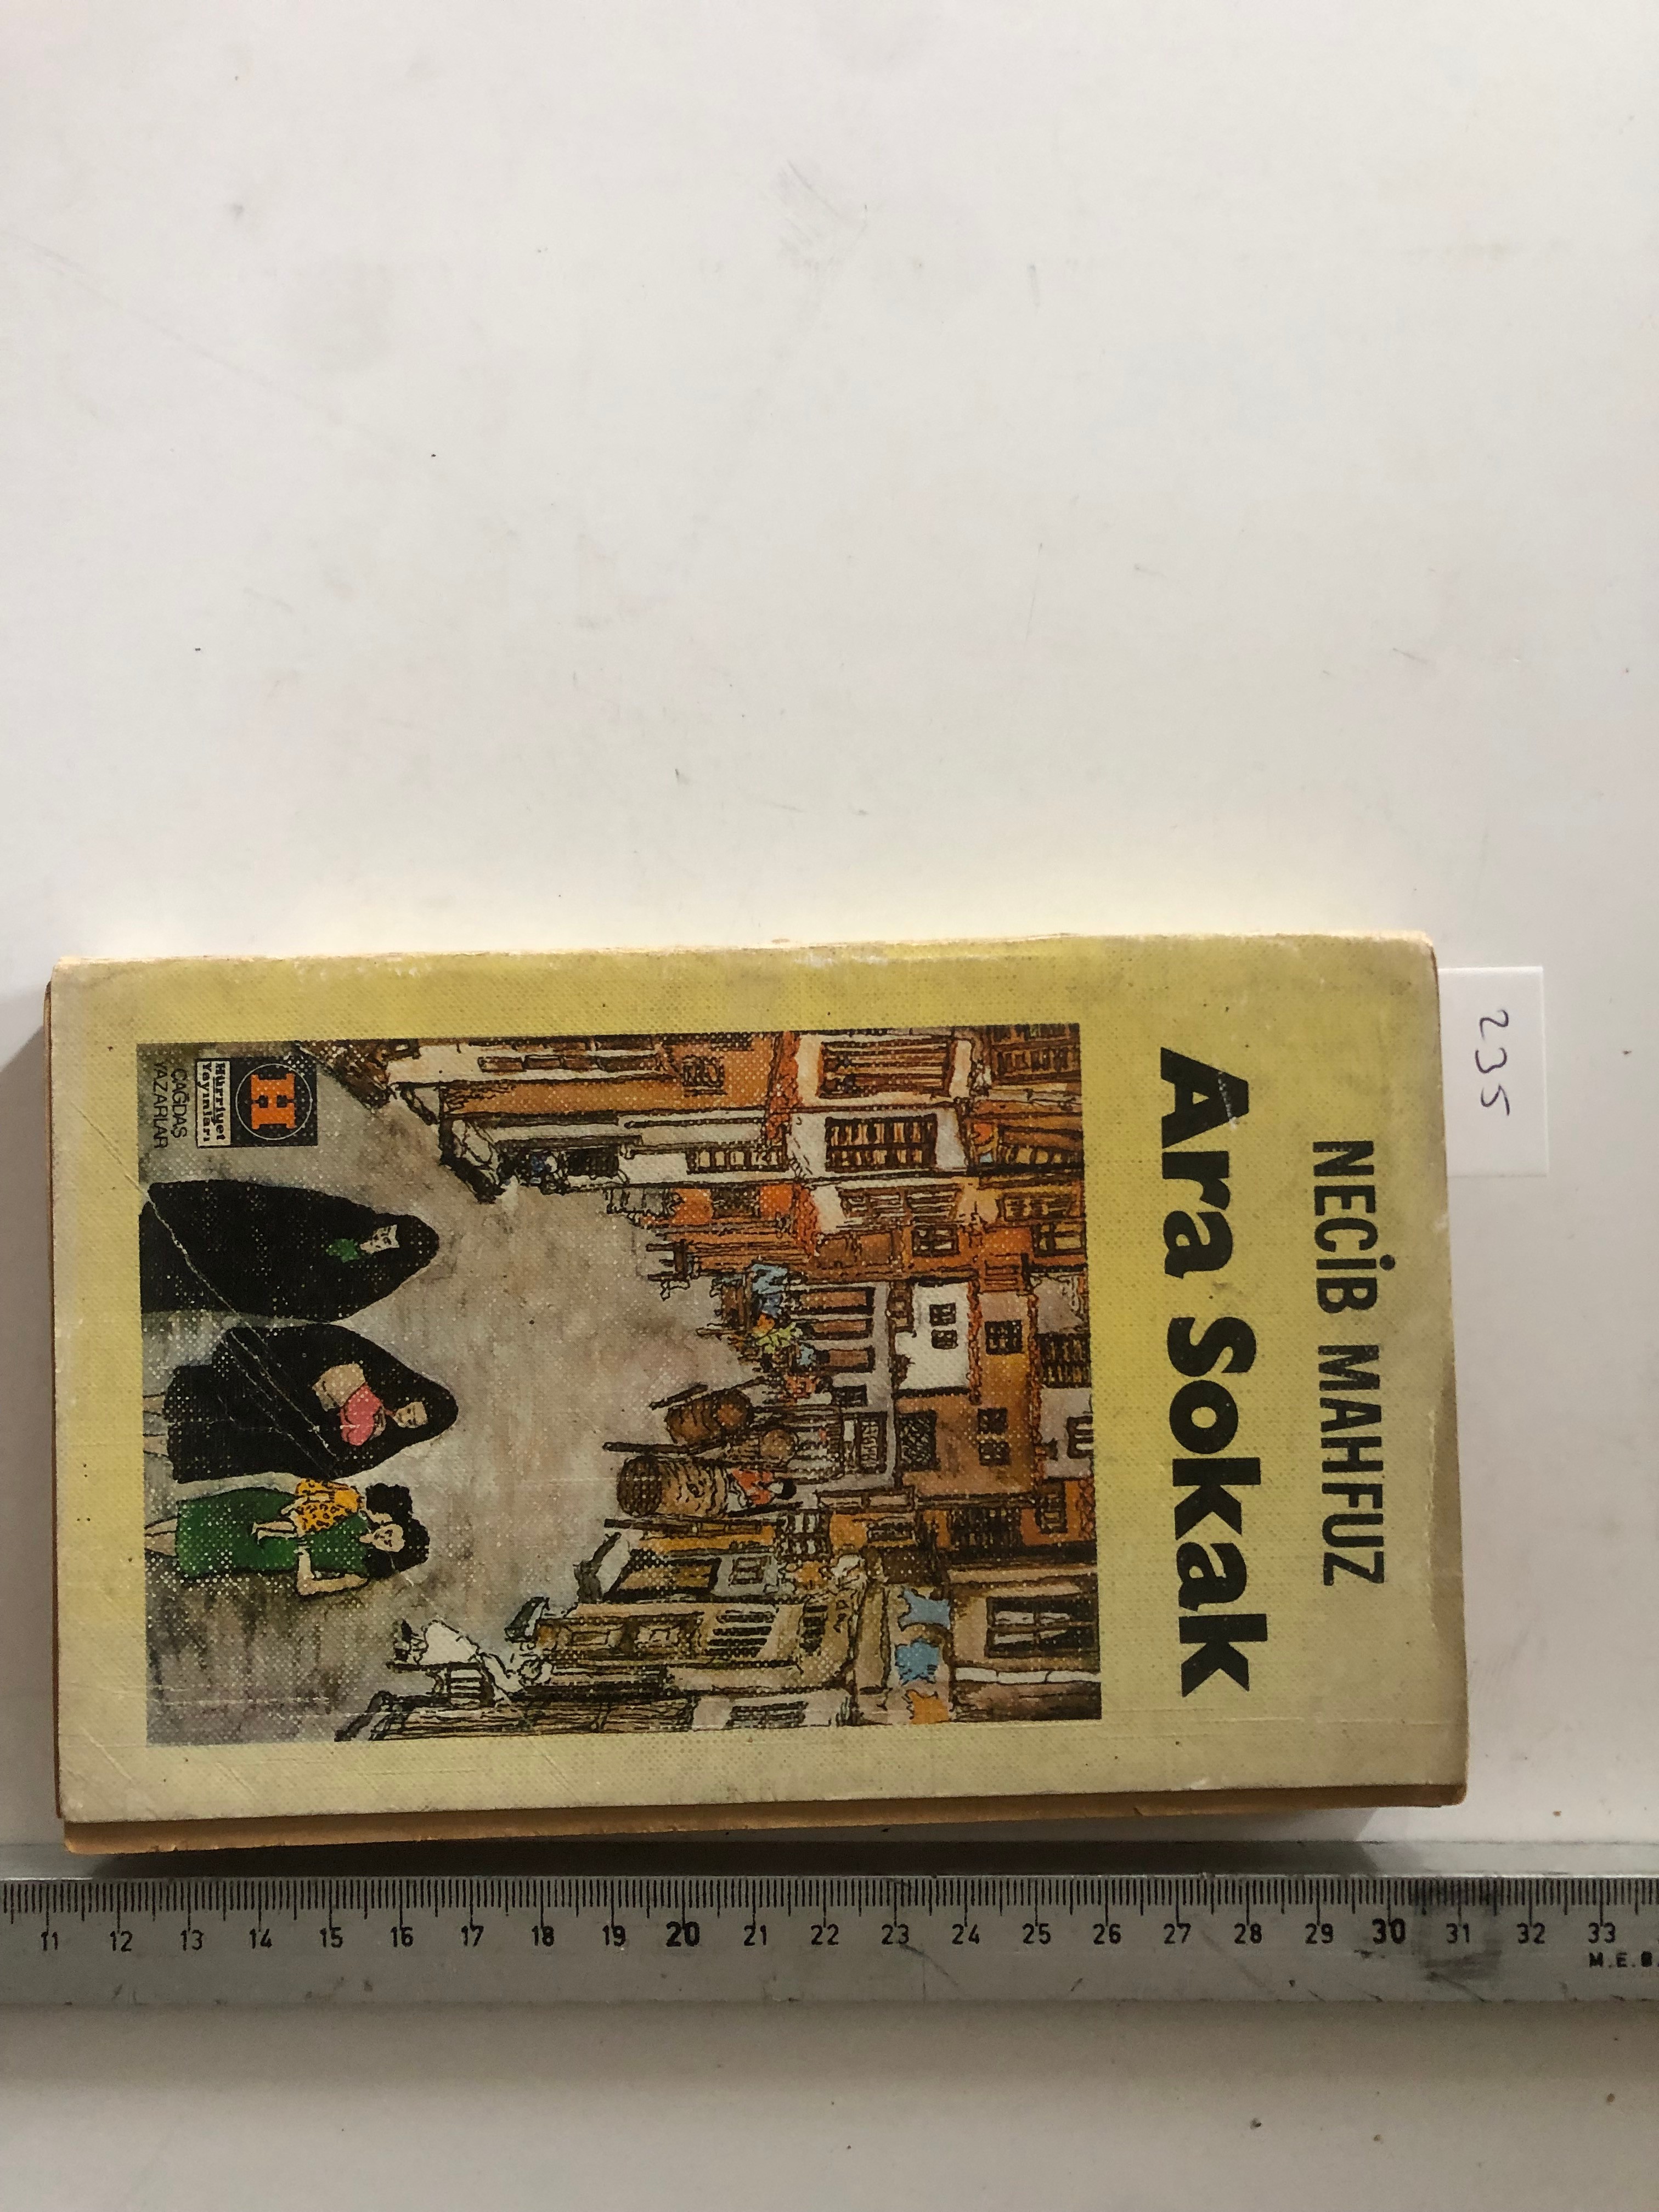 235
NECİB MAHFUZ
Ara Sokak
H
Hürriyet
Yayınları
ÇAĞDAŞ
YAZARLAR
11 12 13 14 15 16 17 18 19 20 21 22 23 24 25 26 27 28 29 30 31 32 33